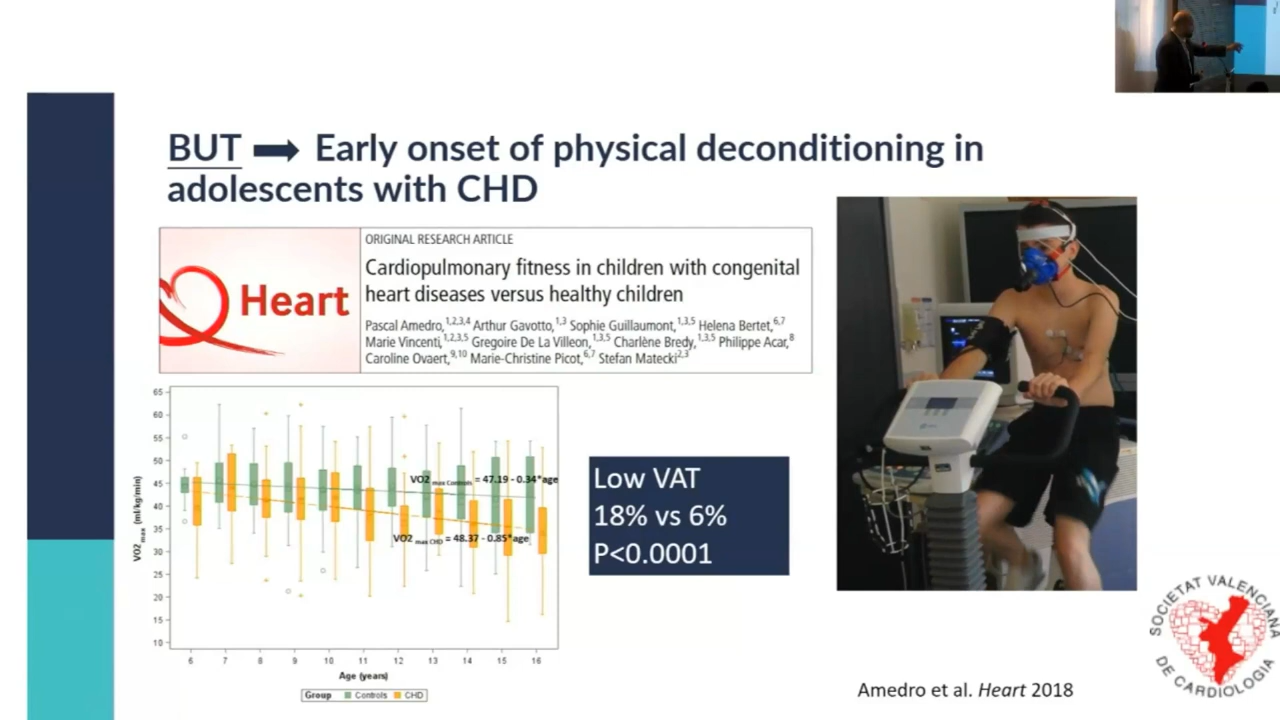 BUT ➡ Early onset of physical deconditioning in
adolescents with CHD
Heart
ORIGINAL RESEARCH ARTICLE
Cardiopulmonary fitness in children with congenital
heart diseases versus healthy children
Pascal Amedro,1,2,3,4 Arthur Gavotto,1,3 Sophie Guillaumont,1,3,5 Helena Bertet,6,7
Marie Vincenti,1,2,3,5 Gregoire De La Villeon,1,3,5 Charlène Bredy,1,3,5 Philippe Acar,8
Caroline Ovaert,9,10 Marie-Christine Picot,6,7 Stefan Matecki2,3
65
60
55
50
45
40
35
30
25
20
15
10
VO2 max (ml/kg/min)
VO2 max Controls = 47.19 - 0.34*age
VO2 max CHD = 48.37 - 0.85*age
6 7 8 9 10 11 12 13 14 15 16
Age (years)
Group Controls CHD
Low VAT
18% vs 6%
P<0.0001
Amedro et al. Heart 2018
SOCIETAT VALENCIANA
DE CARDIOLOGIA